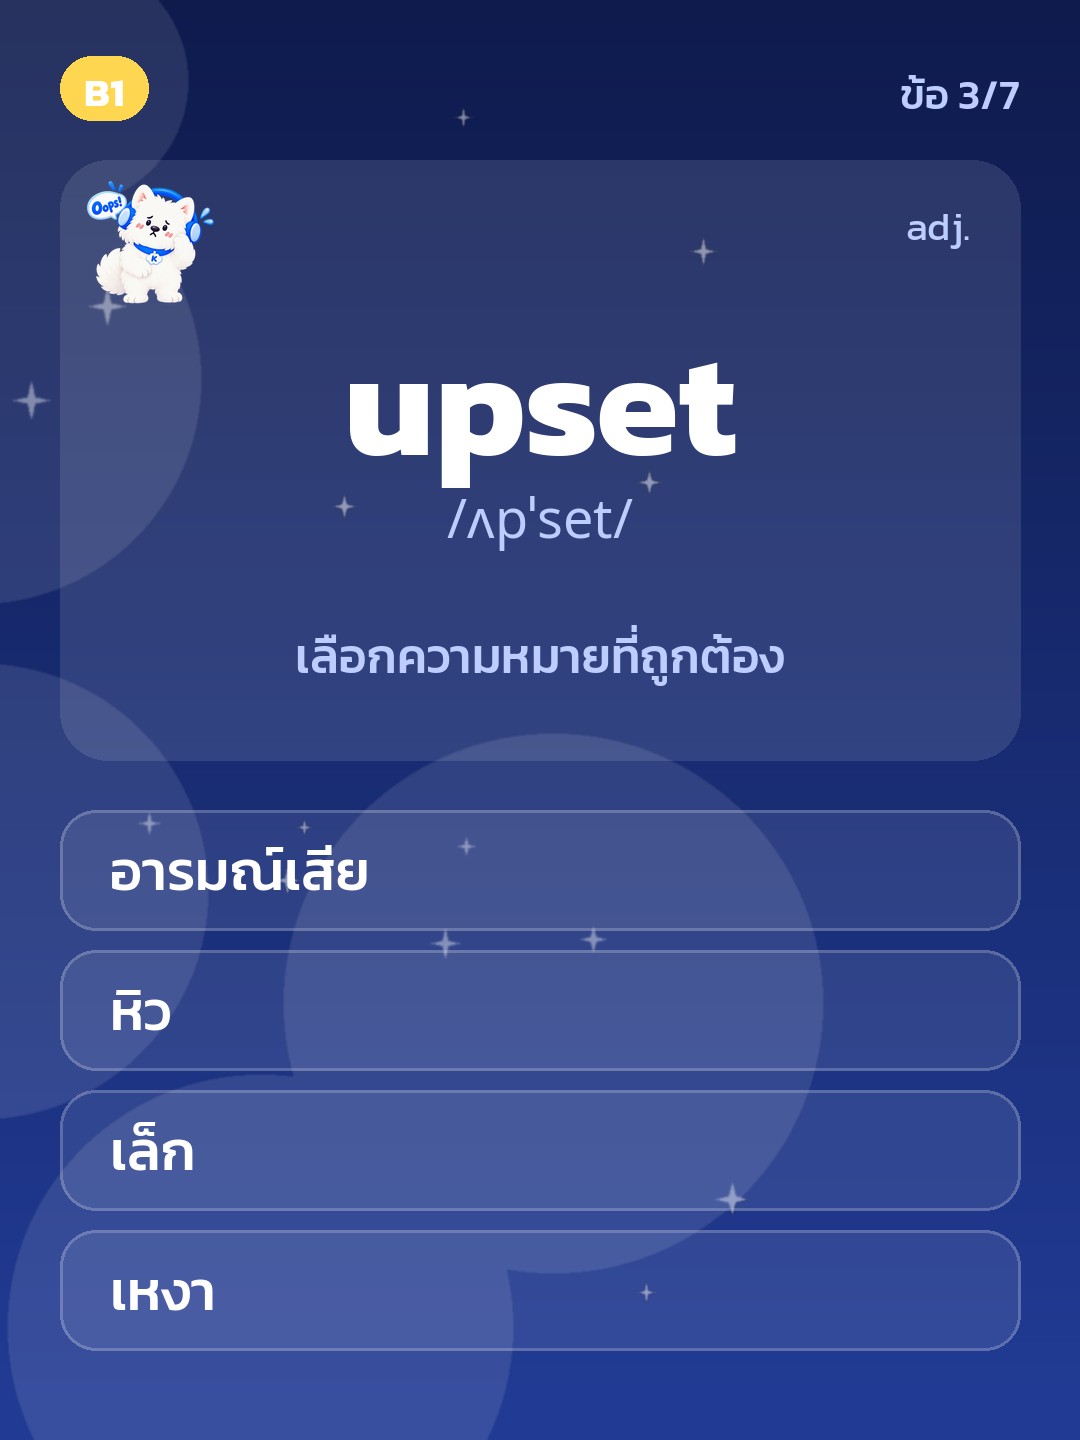 B1
ข้อ 3/7
Oops!
adj.
K
upset
/ʌpˈset/
เลือกความหมายที่ถูกต้อง
อารมณ์เสีย
หิว
เล็ก
เหงา